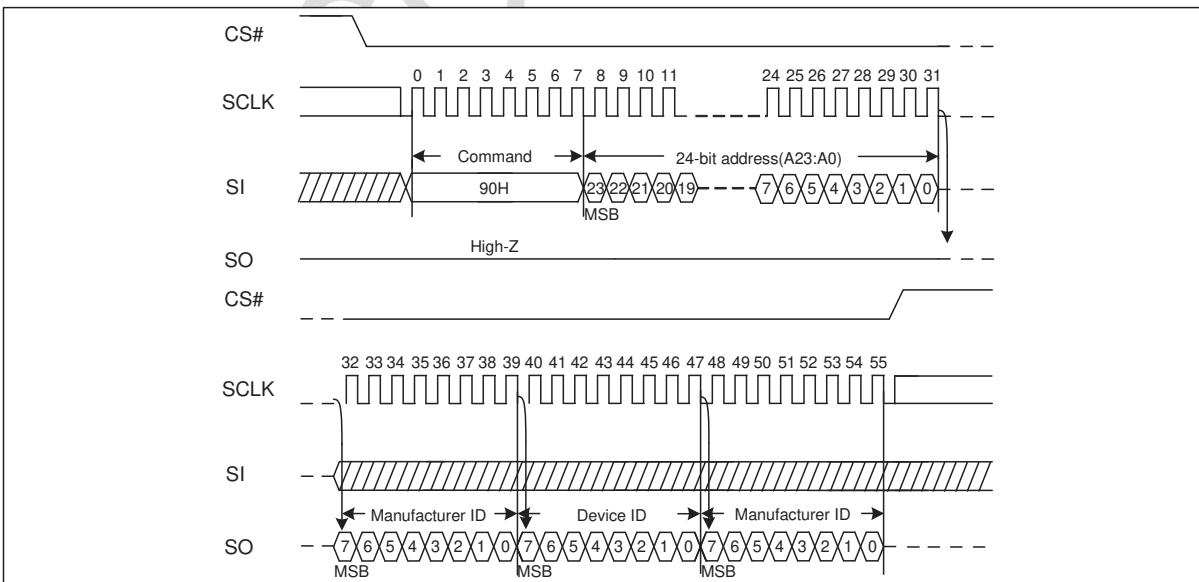 CS#
0 1 2 3 4 5 6 7 8 9 10 11 24 25 26 27 28 29 30 31
SCLK
Command 24-bit address(A23:A0)
SI 90H 23 22 21 20 19 7 6 5 4 3 2 1 0
MSB
High-Z
SO
CS#
32 33 34 35 36 37 38 39 40 41 42 43 44 45 46 47 48 49 50 51 52 53 54 55
SCLK
SI
Manufacturer ID Device ID Manufacturer ID
SO 7 6 5 4 3 2 1 0 7 6 5 4 3 2 1 0 7 6 5 4 3 2 1 0
MSB MSB MSB